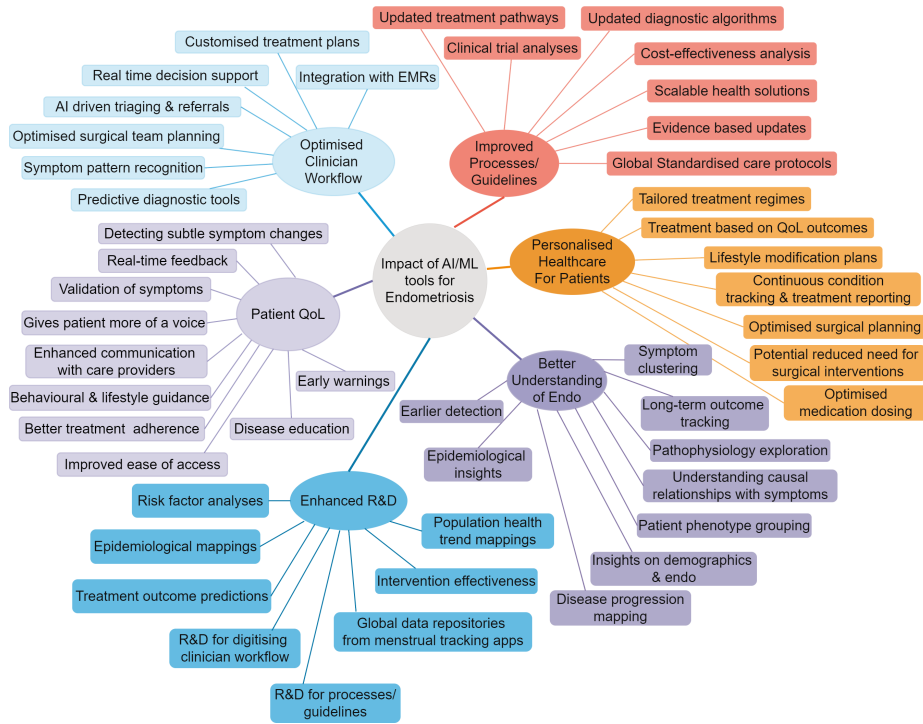 Impact of AI/ML
tools for
Endometriosis
Optimised
Clinician
Workflow
Customised treatment plans
Real time decision support
Integration with EMRs
AI driven triaging & referrals
Optimised surgical team planning
Symptom pattern recognition
Predictive diagnostic tools
Improved
Processes/
Guidelines
Updated treatment pathways
Updated diagnostic algorithms
Clinical trial analyses
Cost-effectiveness analysis
Scalable health solutions
Evidence based updates
Global Standardised care protocols
Personalised
Healthcare
For Patients
Tailored treatment regimes
Treatment based on QoL outcomes
Lifestyle modification plans
Continuous condition
tracking & treatment reporting
Optimised surgical planning
Potential reduced need for
surgical interventions
Optimised
medication dosing
Patient QoL
Detecting subtle symptom changes
Real-time feedback
Validation of symptoms
Gives patient more of a voice
Enhanced communication
with care providers
Behavioural & lifestyle guidance
Better treatment adherence
Improved ease of access
Disease education
Early warnings
Better
Understanding
of Endo
Symptom
clustering
Earlier detection
Long-term outcome
tracking
Epidemiological
insights
Pathophysiology exploration
Understanding causal
relationships with symptoms
Patient phenotype grouping
Insights on demographics
& endo
Disease progression
mapping
Enhanced R&D
Risk factor analyses
Epidemiological mappings
Treatment outcome predictions
R&D for digitising
clinician workflow
R&D for processes/
guidelines
Global data repositories
from menstrual tracking apps
Intervention effectiveness
Population health
trend mappings